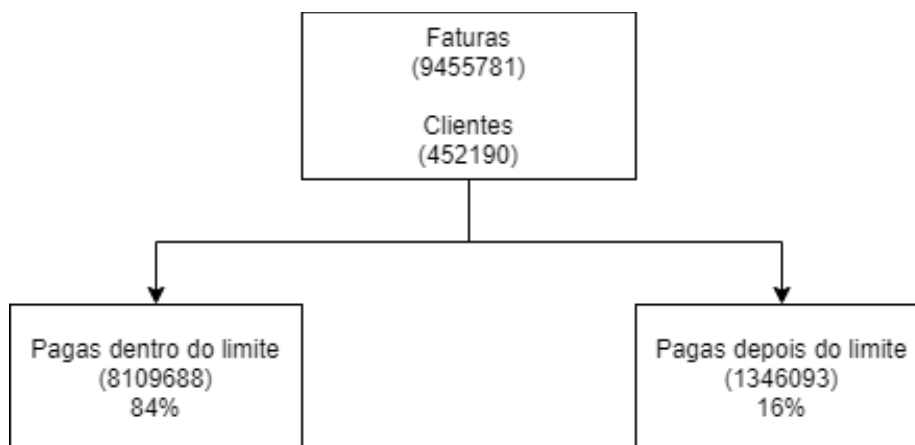 Faturas
(9455781)
Clientes
(452190)
Pagas dentro do limite
(8109688)
84%
Pagas depois do limite
(1346093)
16%